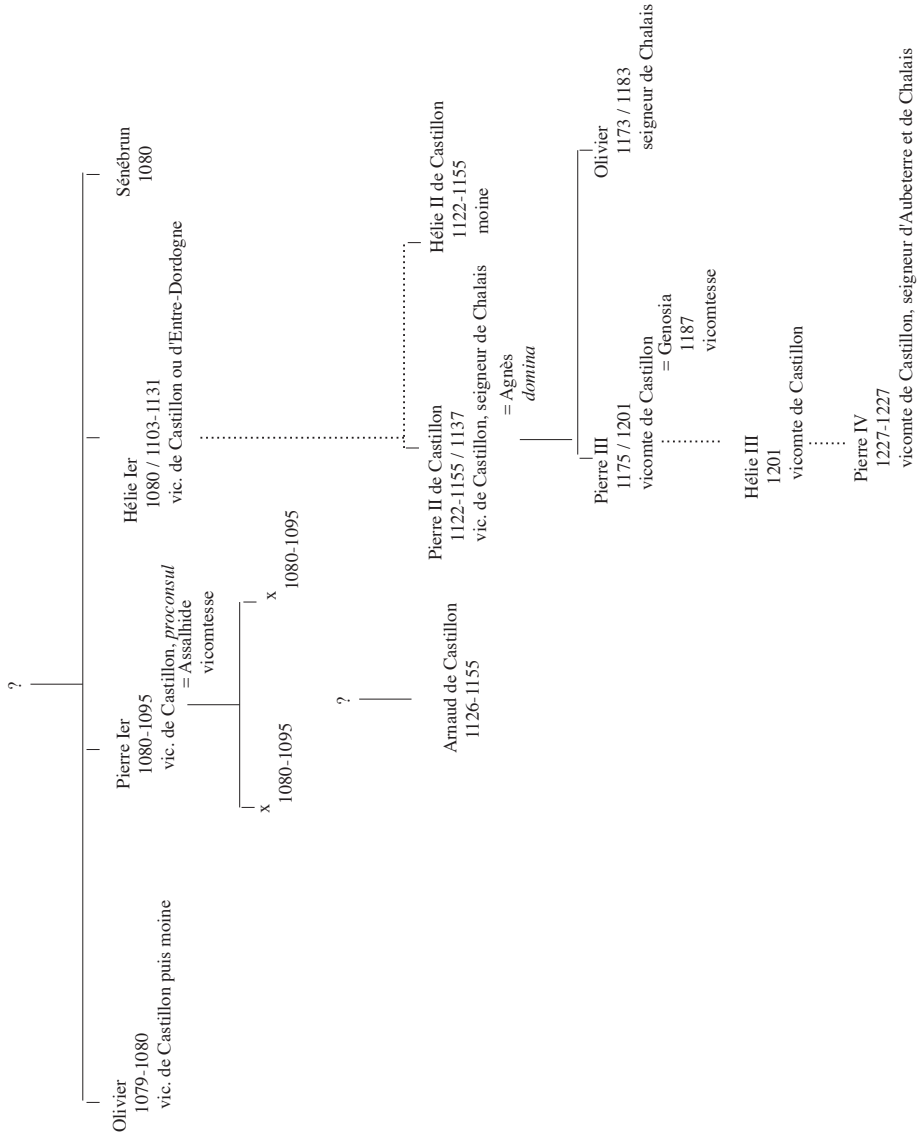 ?
Olivier
1079-1080
vic. de Castillon puis moine
Pierre Ier
1080-1095
vic. de Castillon, proconsul
= Assalhide
vicomtesse
Hélie Ier
1080 / 1103-1131
vic. de Castillon ou d'Entre-Dordogne
Sénébrun
1080
x
1080-1095
x
1080-1095
?
Arnaud de Castillon
1126-1155
Pierre II de Castillon
1122-1155 / 1137
vic. de Castillon, seigneur de Chalais
= Agnès
domina
Hélie II de Castillon
1122-1155
moine
Pierre III
1175 / 1201
vicomte de Castillon
= Genosia
1187
vicomtesse
Olivier
1173 / 1183
seigneur de Chalais
Hélie III
1201
vicomte de Castillon
Pierre IV
1227-1227
vicomte de Castillon, seigneur d'Aubeterre et de Chalais